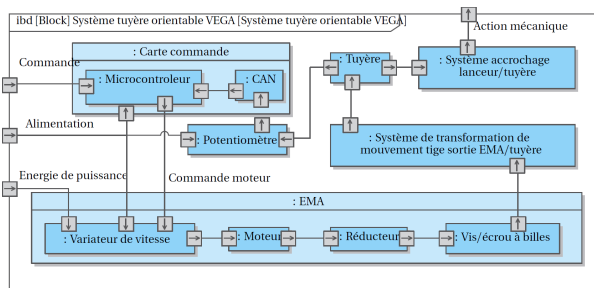 ibd [Block] Système tuyère orientable VEGA [Système tuyère orientable VEGA]
Action mécanique
: Carte commande
Commande
: Microcontroleur
: CAN
: Tuyère
: Système accrochage
lanceur/tuyère
Alimentation
: Potentiomètre
: Système de transformation de
mouvement tige sortie EMA/tuyère
Energie de puissance
Commande moteur
: EMA
: Variateur de vitesse
: Moteur
: Réducteur
: Vis/écrou à billes